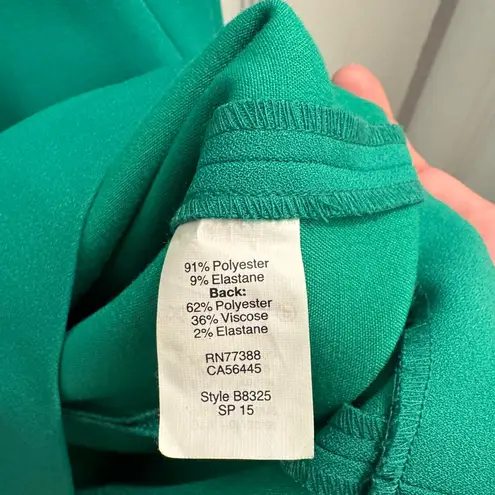 91% Polyester
9% Elastane
Back:
62% Polyester
36% Viscose
2% Elastane
RN77388
CA56445
Style B8325
SP 15